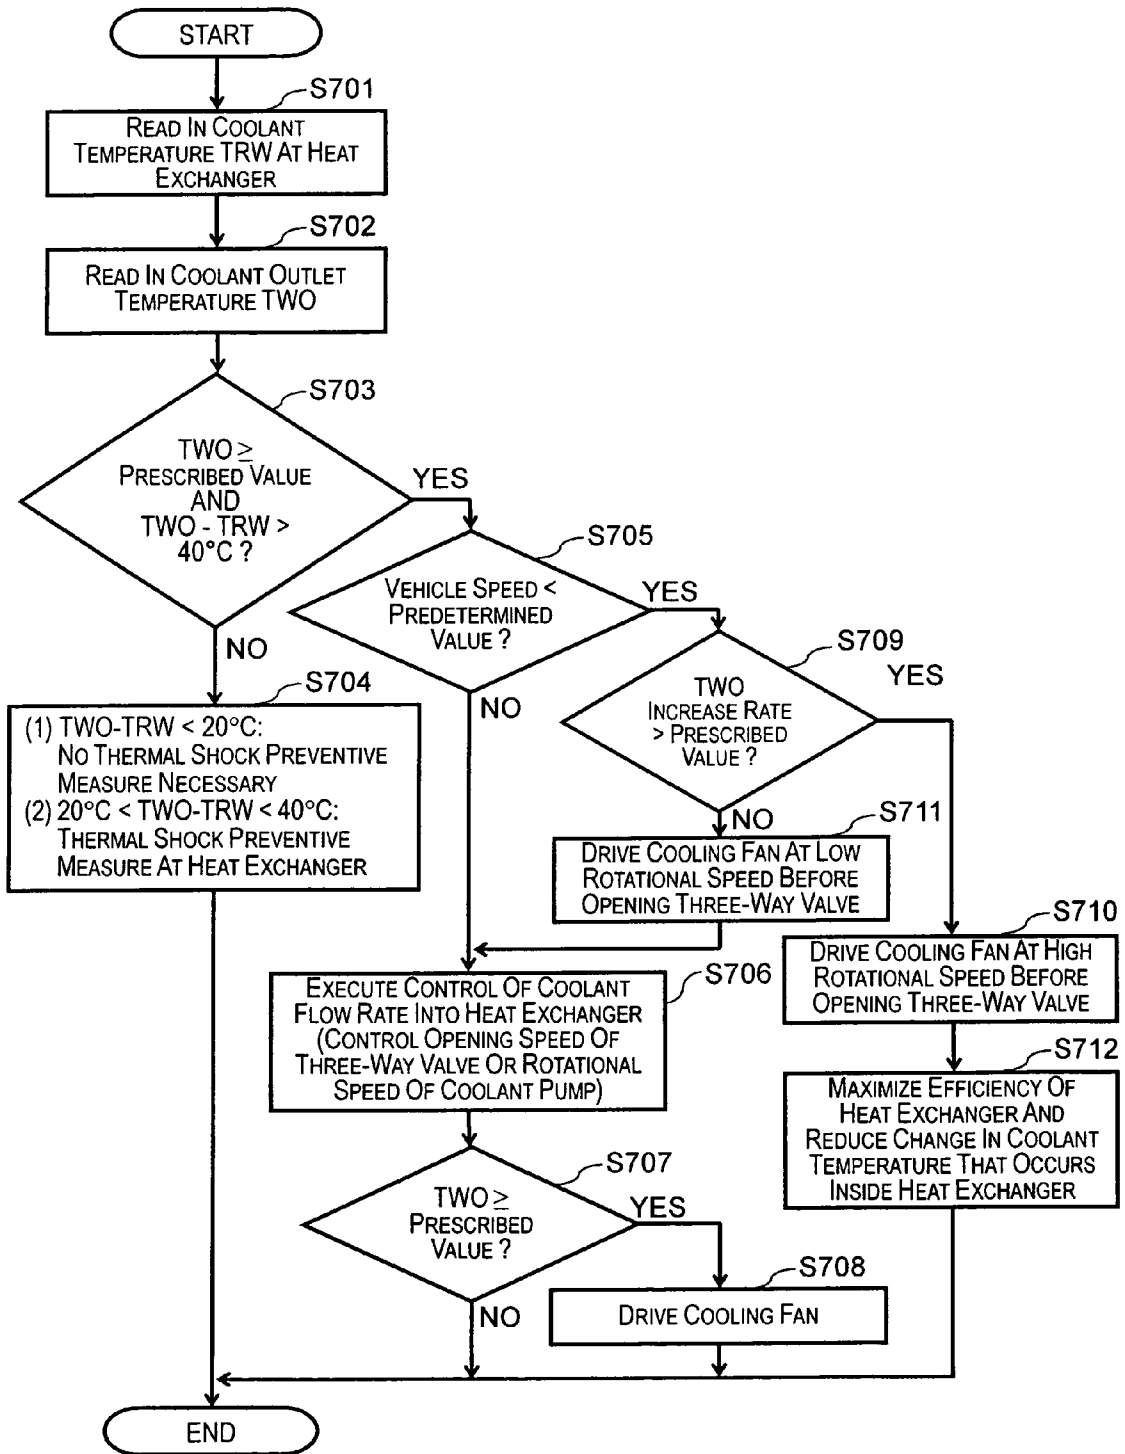 START
S701
READ IN COOLANT
TEMPERATURE TRW AT HEAT
EXCHANGER
S702
READ IN COOLANT OUTLET
TEMPERATURE TWO
S703
TWO ≥
PRESCRIBED VALUE
AND
TWO - TRW >
40°C ?
YES
NO
S705
VEHICLE SPEED <
PREDETERMINED
VALUE ?
YES
NO
S704
(1) TWO-TRW < 20°C:
NO THERMAL SHOCK PREVENTIVE
MEASURE NECESSARY
(2) 20°C < TWO-TRW < 40°C:
THERMAL SHOCK PREVENTIVE
MEASURE AT HEAT EXCHANGER
S709
TWO
INCREASE RATE
> PRESCRIBED
VALUE ?
YES
NO
S711
DRIVE COOLING FAN AT LOW
ROTATIONAL SPEED BEFORE
OPENING THREE-WAY VALVE
S710
DRIVE COOLING FAN AT HIGH
ROTATIONAL SPEED BEFORE
OPENING THREE-WAY VALVE
S706
EXECUTE CONTROL OF COOLANT
FLOW RATE INTO HEAT EXCHANGER
(CONTROL OPENING SPEED OF
THREE-WAY VALVE OR ROTATIONAL
SPEED OF COOLANT PUMP)
S712
MAXIMIZE EFFICIENCY OF
HEAT EXCHANGER AND
REDUCE CHANGE IN COOLANT
TEMPERATURE THAT OCCURS
INSIDE HEAT EXCHANGER
S707
TWO ≥
PRESCRIBED
VALUE ?
YES
NO
S708
DRIVE COOLING FAN
END